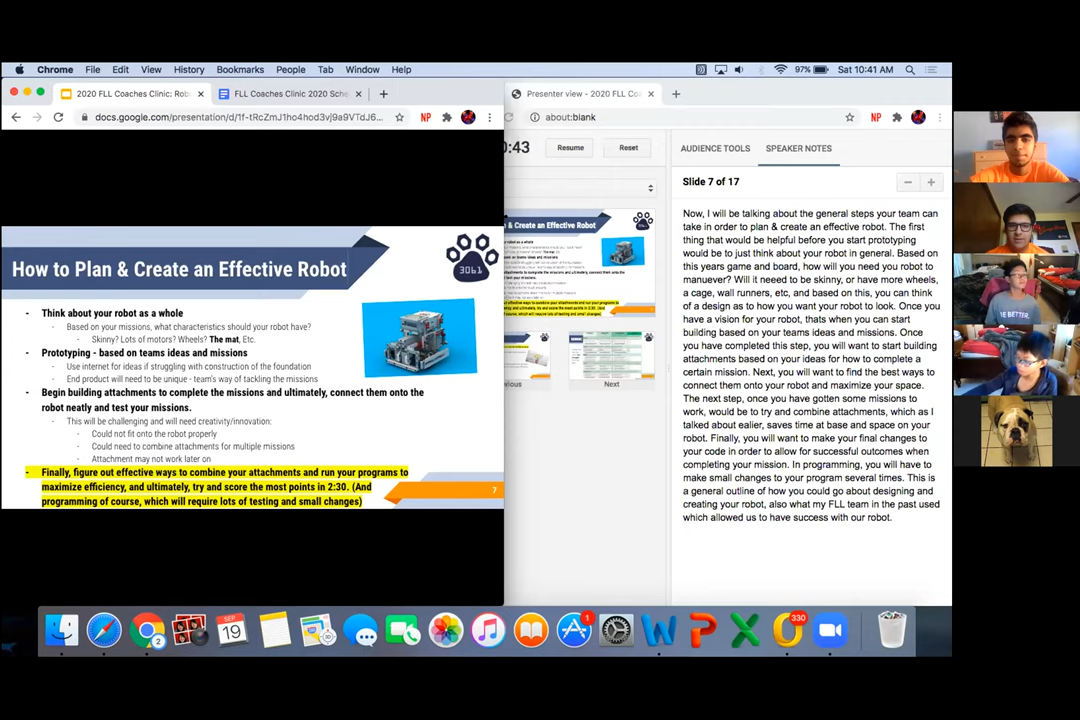 Chrome File Edit View History Bookmarks People Tab Window Help
97% Sat 10:41 AM
2020 FLL Coaches Clinic: Rob
FLL Coaches Clinic 2020 Sche
Presenter view - 2020 FLL Coa
docs.google.com/presentation/d/1f-tRcZmJ1ho4hod3vj9a9VTdJ6...
NP
about:blank
NP
0:43
Resume
Reset
AUDIENCE TOOLS
SPEAKER NOTES
Slide 7 of 17
How to Plan & Create an Effective Robot
3061
- Think about your robot as a whole
- Based on your missions, what characteristics should your robot have?
- Skinny? Lots of motors? Wheels? The mat, Etc.
- Prototyping - based on teams ideas and missions
- Use internet for ideas if struggling with construction of the foundation
- End product will need to be unique - team's way of tackling the missions
- Begin building attachments to complete the missions and ultimately, connect them onto the
robot neatly and test your missions.
- This will be challenging and will need creativity/innovation:
- Could not fit onto the robot properly
- Could need to combine attachments for multiple missions
- Attachment may not work later on
- Finally, figure out effective ways to combine your attachments and run your programs to
maximize efficiency, and ultimately, try and score the most points in 2:30. (And
programming of course, which will require lots of testing and small changes)
7
n & Create an Effective Robot
vious
Next
Now, I will be talking about the general steps your team can
take in order to plan & create an effective robot. The first
thing that would be helpful before you start prototyping
would be to just think about your robot in general. Based on
this years game and board, how will you need you robot to
manuever? Will it neeed to be skinny, or have more wheels,
a cage, wall runners, etc, and based on this, you can think
of a design as to how you want your robot to look. Once you
have a vision for your robot, thats when you can start
building based on your teams ideas and missions. Once
you have completed this step, you will want to start building
attachments based on your ideas for how to complete a
certain mission. Next, you will want to find the best ways to
connect them onto your robot and maximize your space.
The next step, once you have gotten some missions to
work, would be to try and combine attachments, which as I
talked about ealier, saves time at base and space on your
robot. Finally, you will want to make your final changes to
your code in order to allow for successful outcomes when
completing your mission. In programming, you will have to
make small changes to your program several times. This is
a general outline of how you could go about designing and
creating your robot, also what my FLL team in the past used
which allowed us to have success with our robot.
BE BETTER.
2
SEP
19
1
330